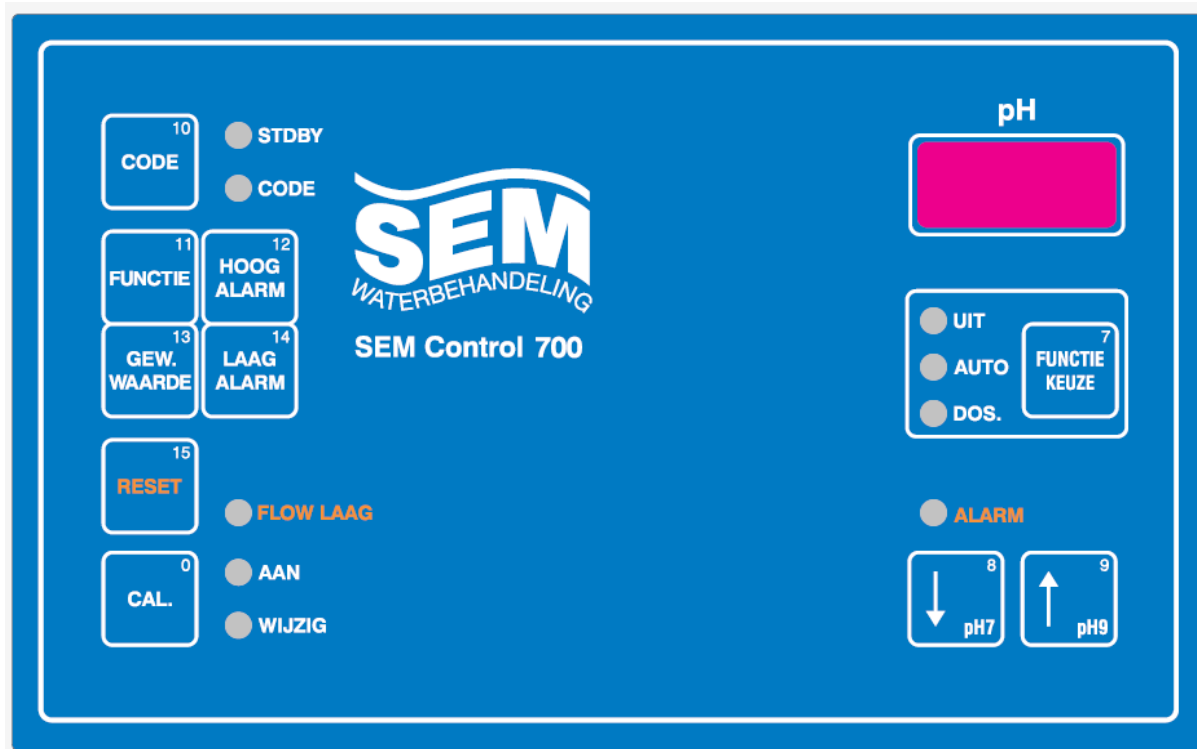 pH
10
CODE
STDBY
CODE
11
FUNCTIE
12
HOOG
ALARM
13
GEW.
WAARDE
14
LAAG
ALARM
SEM
WATERBEHANDELING
SEM Control 700
UIT
AUTO
DOS.
7
FUNCTIE
KEUZE
15
RESET
FLOW LAAG
ALARM
0
CAL.
AAN
WIJZIG
8
pH7
9
pH9